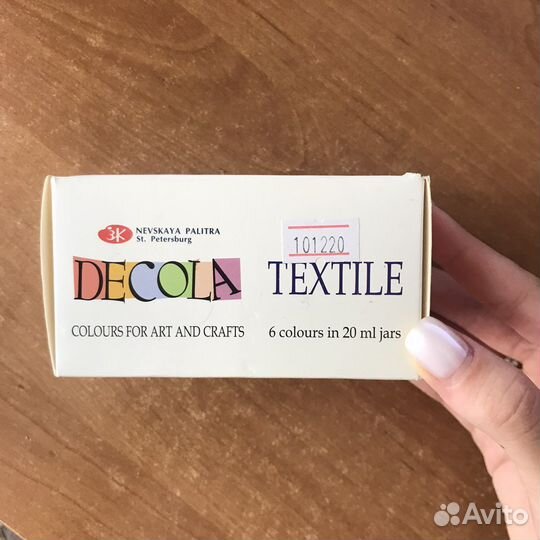 ЗК NEVSKAYA PALITRA
St. Petersburg
101220
DECOLA TEXTILE
COLOURS FOR ART AND CRAFTS 6 colours in 20 ml jars
Avito